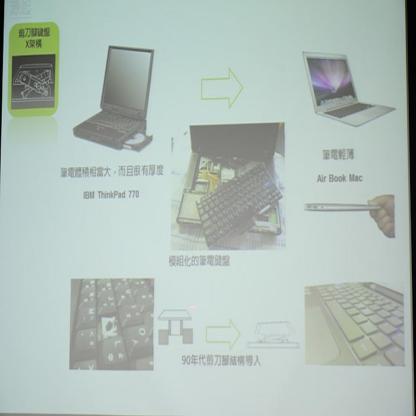 剪刀腳鍵盤
X架構
筆電體積相當大，而且很有厚度
IBM ThinkPad 770
筆電輕薄
Air Book Mac
模組化的筆電鍵盤
90年代剪刀腳結構導入